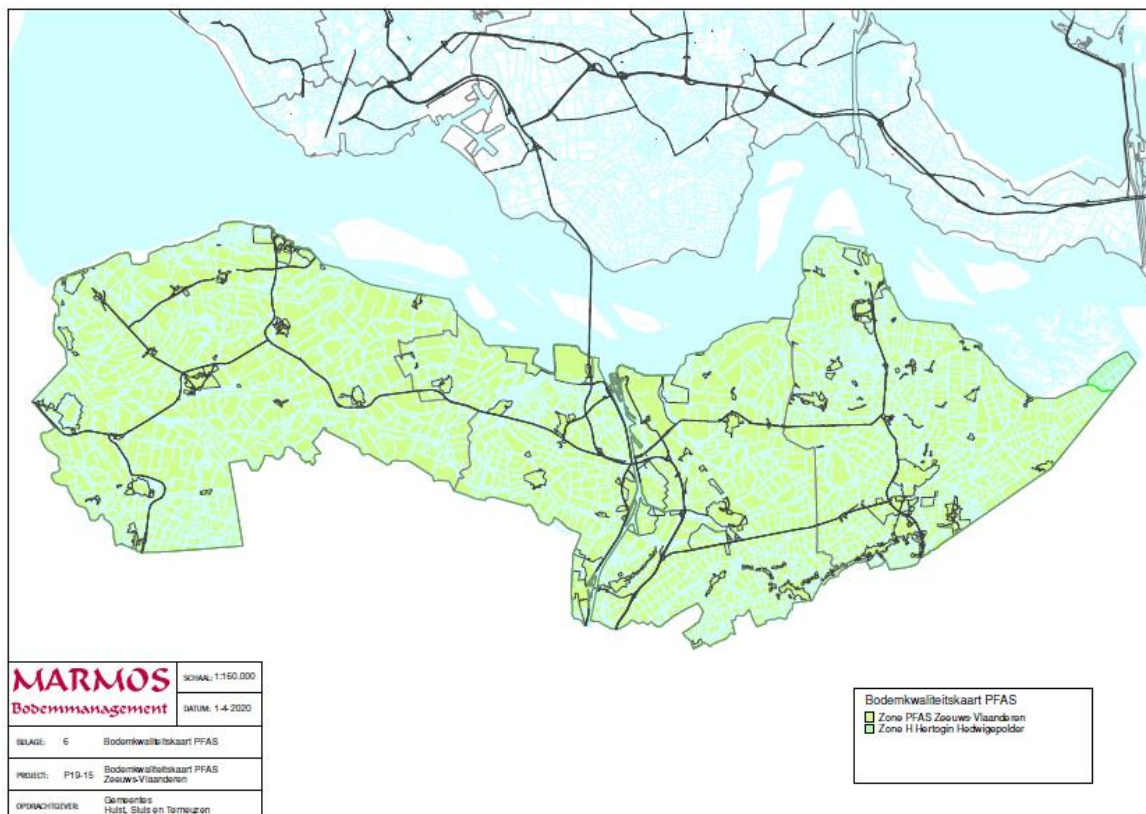 MARMOS
Bodemmanagement
SCHAAL: 1:150.000
DATUM: 1-4-2020
BIJLAGE: 6 Bodemkwaliteitskaart PFAS
PROJECT: P19-15 Bodemkwaliteitskaart PFAS
Zeeuws-Vlaanderen
OPDRACHTGEVER: Gemeentes
Hulst, Sluis en Terneuzen
Bodemkwaliteitskaart PFAS
Zone PFAS Zeeuws-Vlaanderen
Zone H Hertogin Hedwigepolder